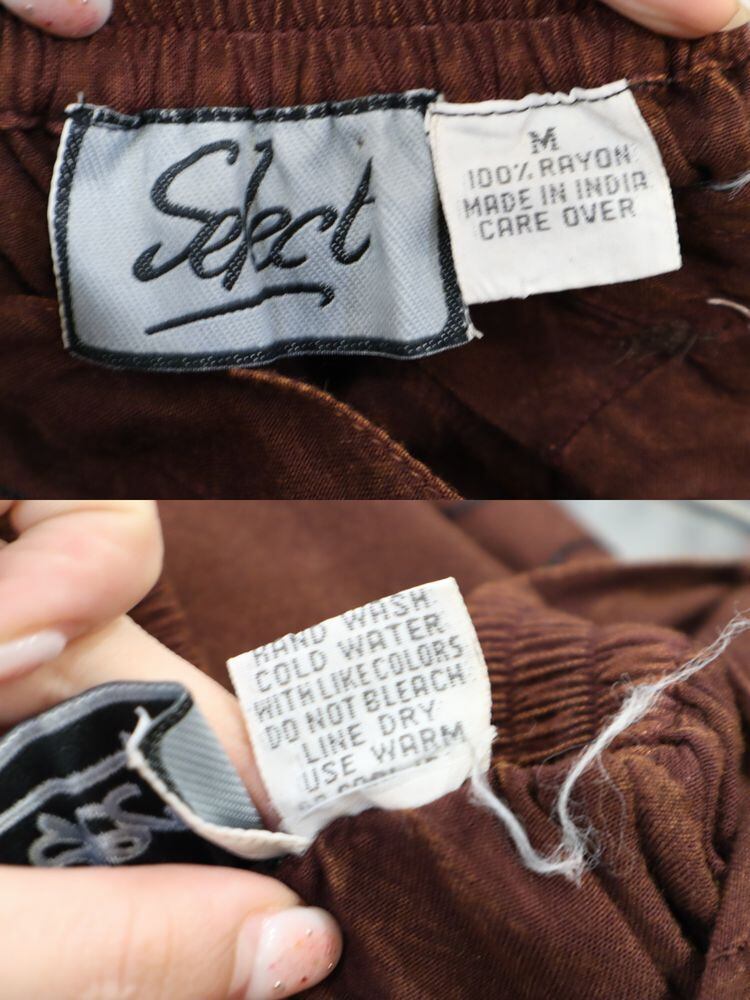 Select
M
100% RAYON
MADE IN INDIA
CARE OVER
HAND WASH
COLD WATER
WITH LIKE COLORS
DO NOT BLEACH
LINE DRY
USE WARM